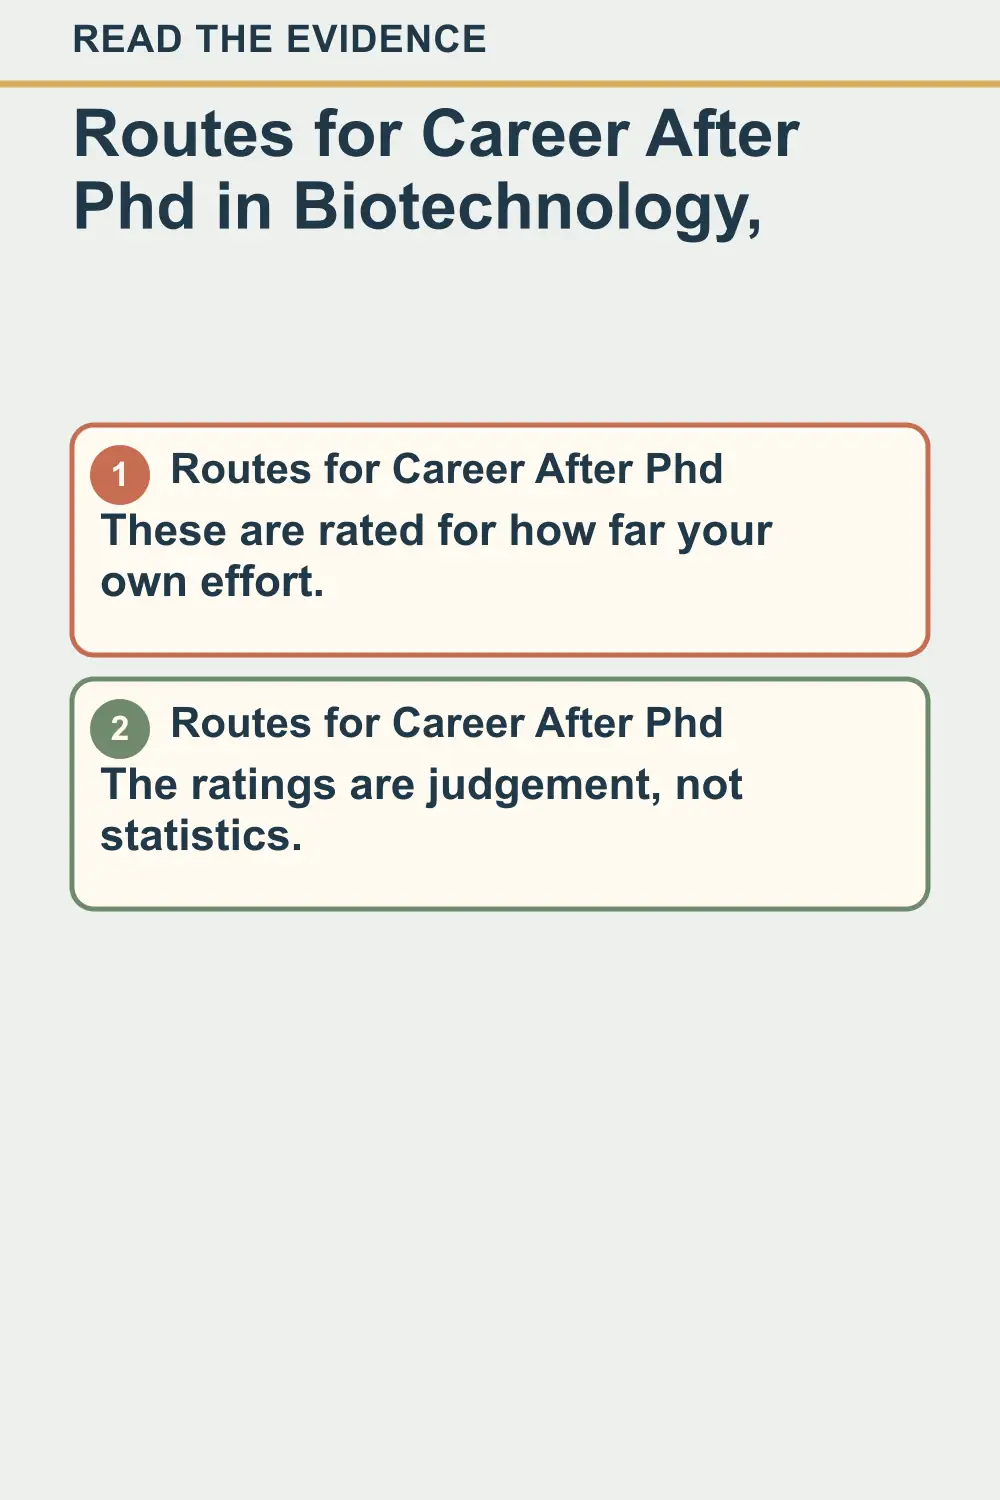 READ THE EVIDENCE
Routes for Career After
Phd in Biotechnology,
1 Routes for Career After Phd
These are rated for how far your
own effort.
2 Routes for Career After Phd
The ratings are judgement, not
statistics.